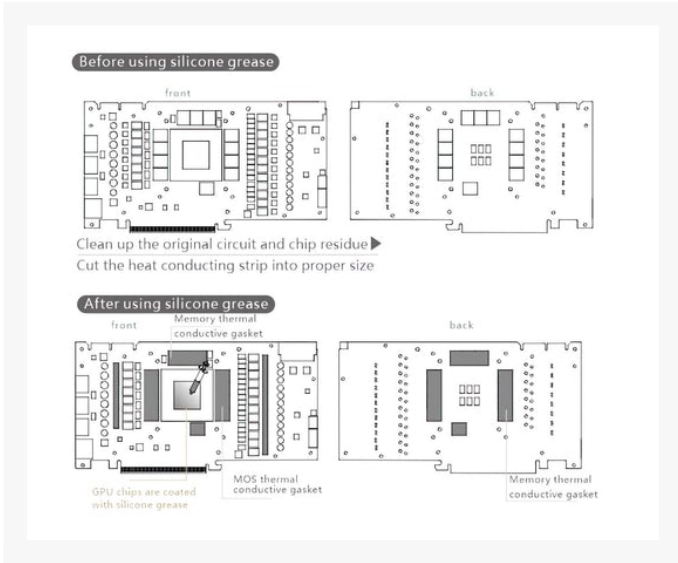 Before using silicone grease
front
back
Clean up the original circuit and chip residue
Cut the heat conducting strip into proper size
After using silicone grease
front
Memory thermal
conductive gasket
back
GPU chips are coated
with silicone grease
MOS thermal
conductive gasket
Memory thermal
conductive gasket